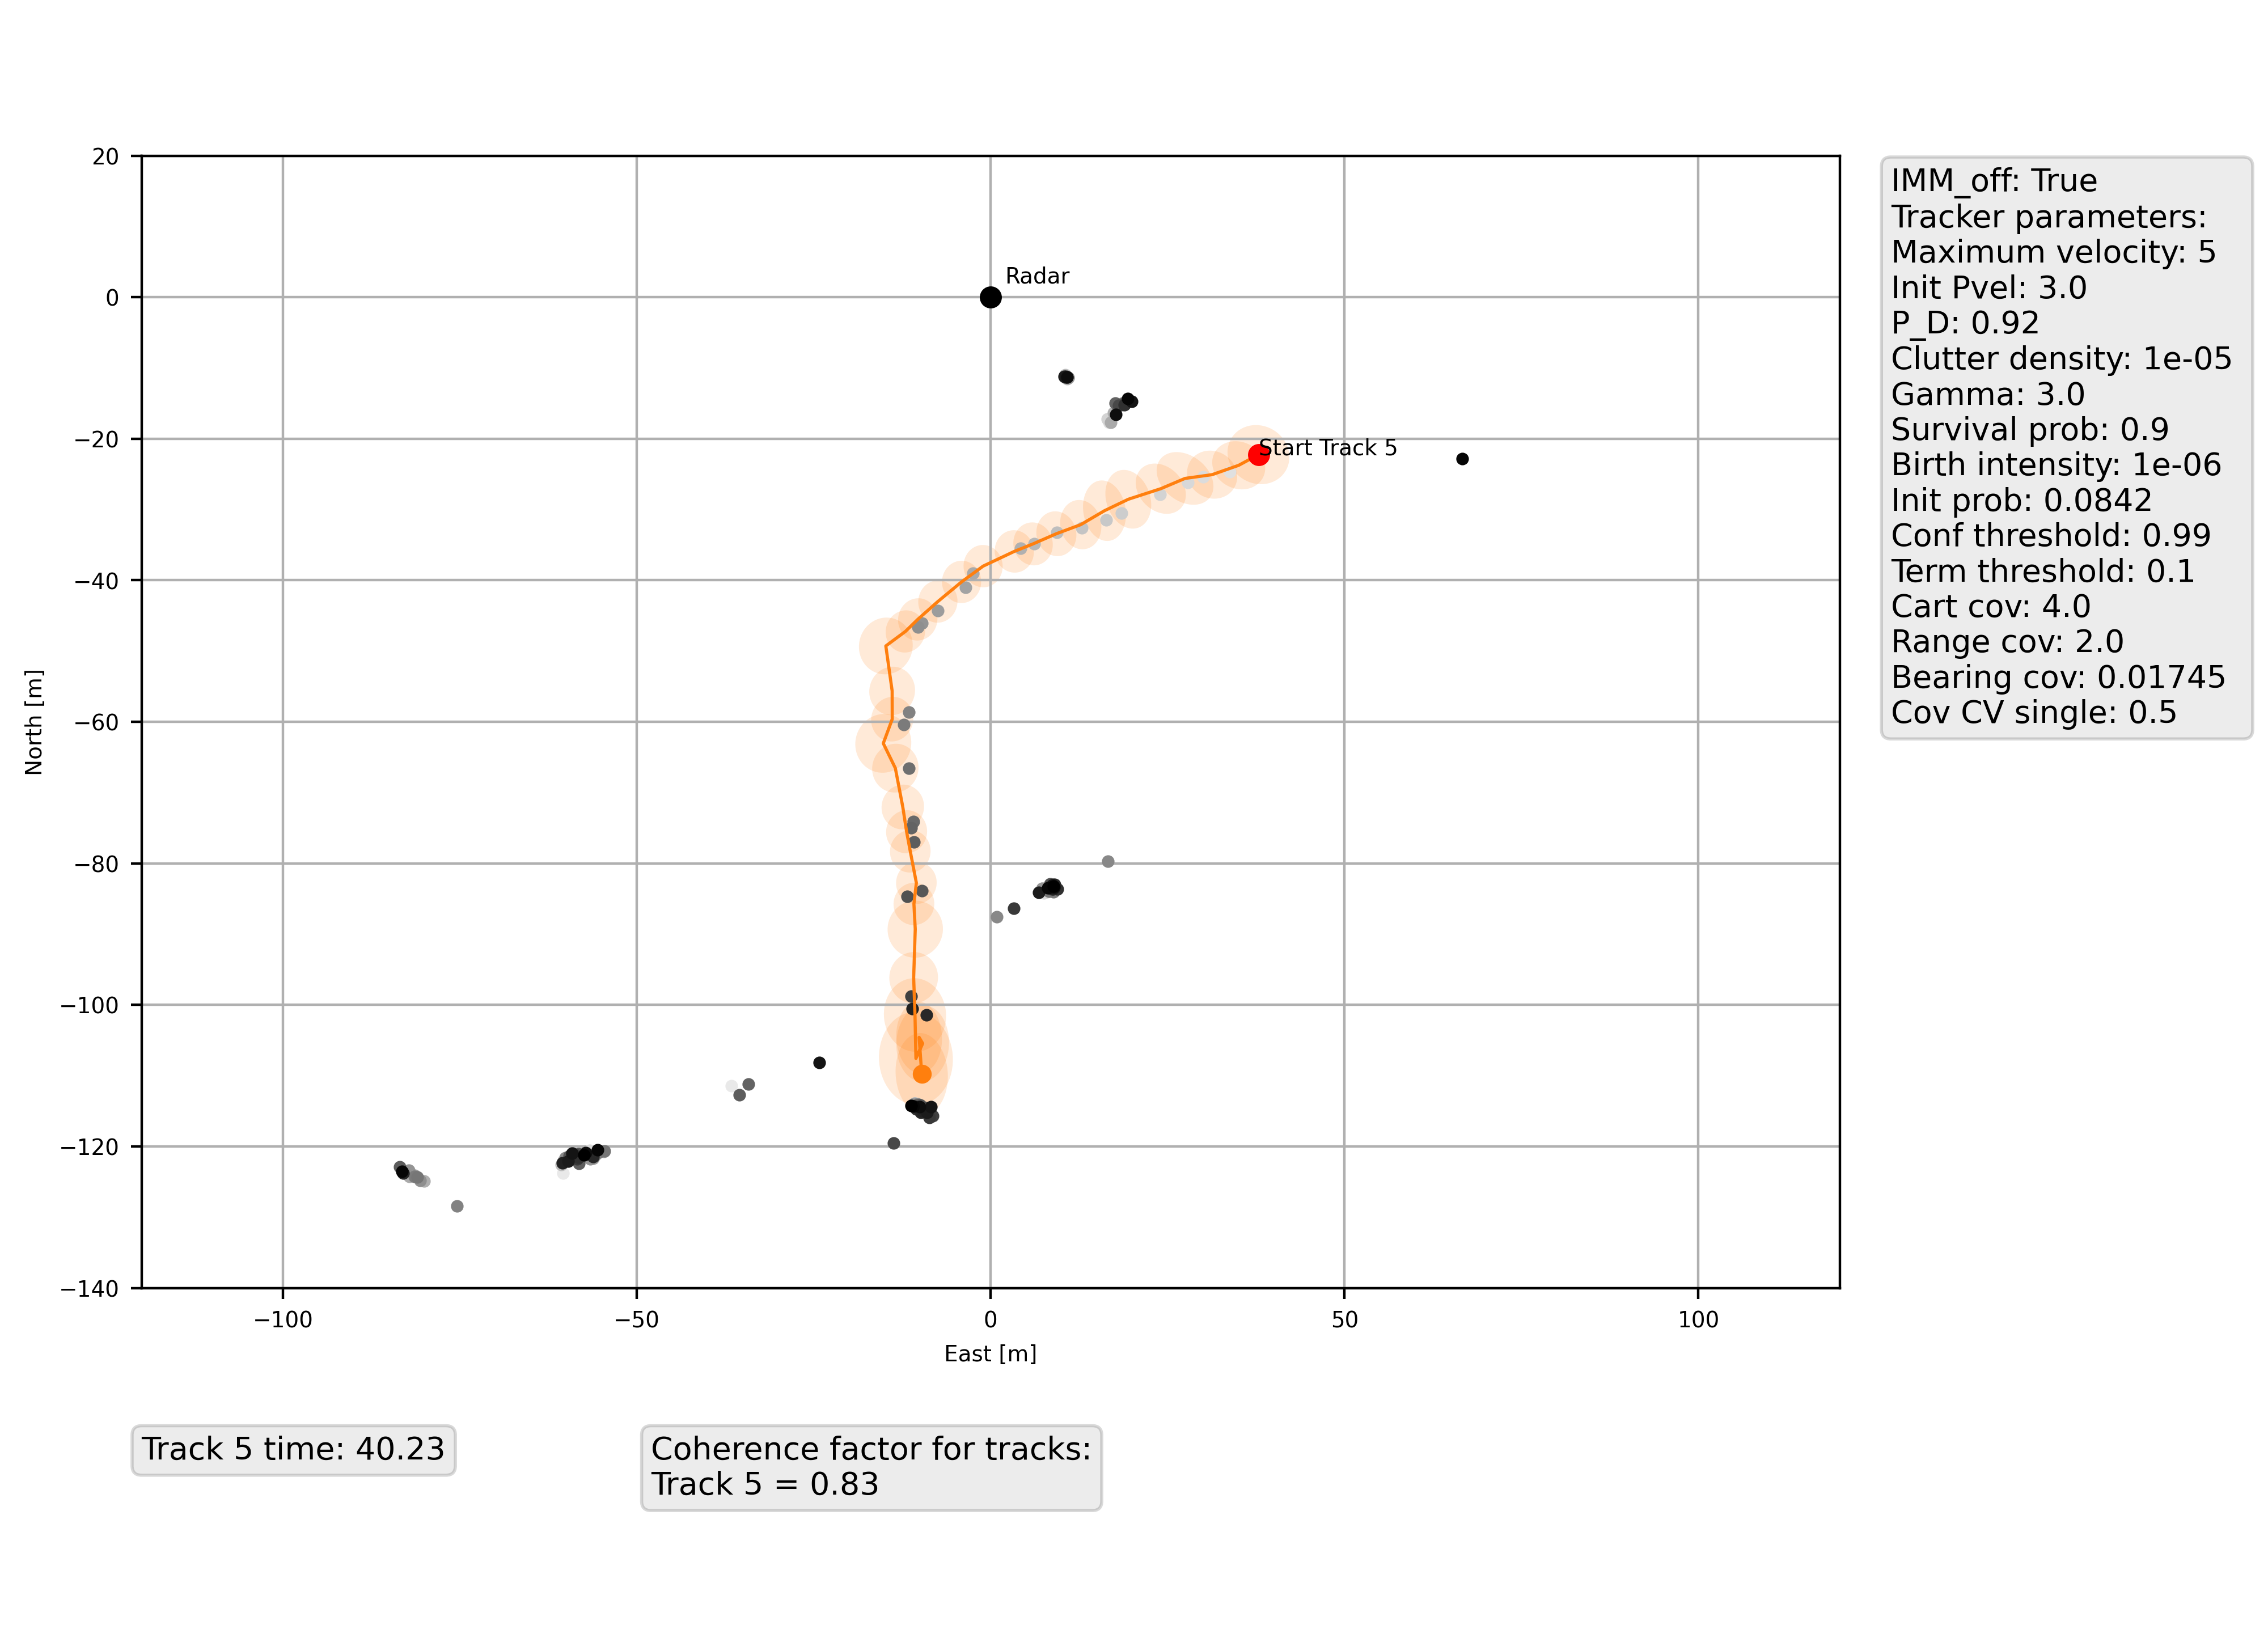 20
0
−20
−40
−60
−80
−100
−120
−140
North [m]
Radar
Start Track 5
−100
−50
0
50
100
East [m]
IMM_off: True
Tracker parameters:
Maximum velocity: 5
Init Pvel: 3.0
P_D: 0.92
Clutter density: 1e-05
Gamma: 3.0
Survival prob: 0.9
Birth intensity: 1e-06
Init prob: 0.0842
Conf threshold: 0.99
Term threshold: 0.1
Cart cov: 4.0
Range cov: 2.0
Bearing cov: 0.01745
Cov CV single: 0.5
Track 5 time: 40.23
Coherence factor for tracks:
Track 5 = 0.83